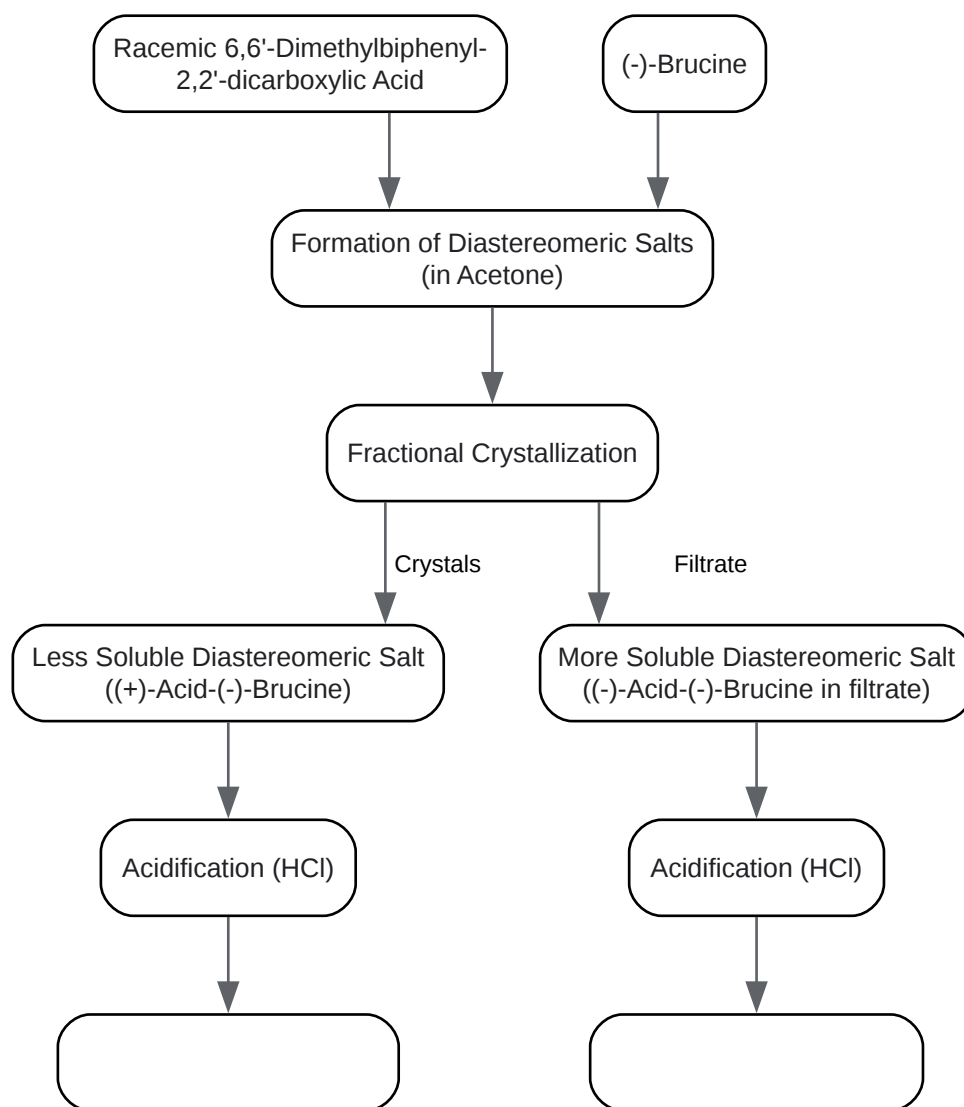 Racemic 6,6'-Dimethylbiphenyl-
2,2'-dicarboxylic Acid
(-)-Brucine
Formation of Diastereomeric Salts
(in Acetone)
Fractional Crystallization
Crystals
Filtrate
Less Soluble Diastereomeric Salt
((+)-Acid-(-)-Brucine)
More Soluble Diastereomeric Salt
((-)-Acid-(-)-Brucine in filtrate)
Acidification (HCl)
Acidification (HCl)